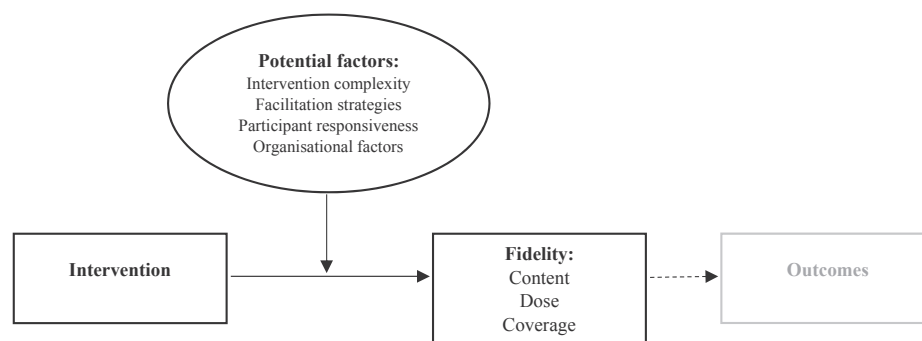 Potential factors:
Intervention complexity
Facilitation strategies
Participant responsiveness
Organisational factors
Intervention
Fidelity:
Content
Dose
Coverage
Outcomes